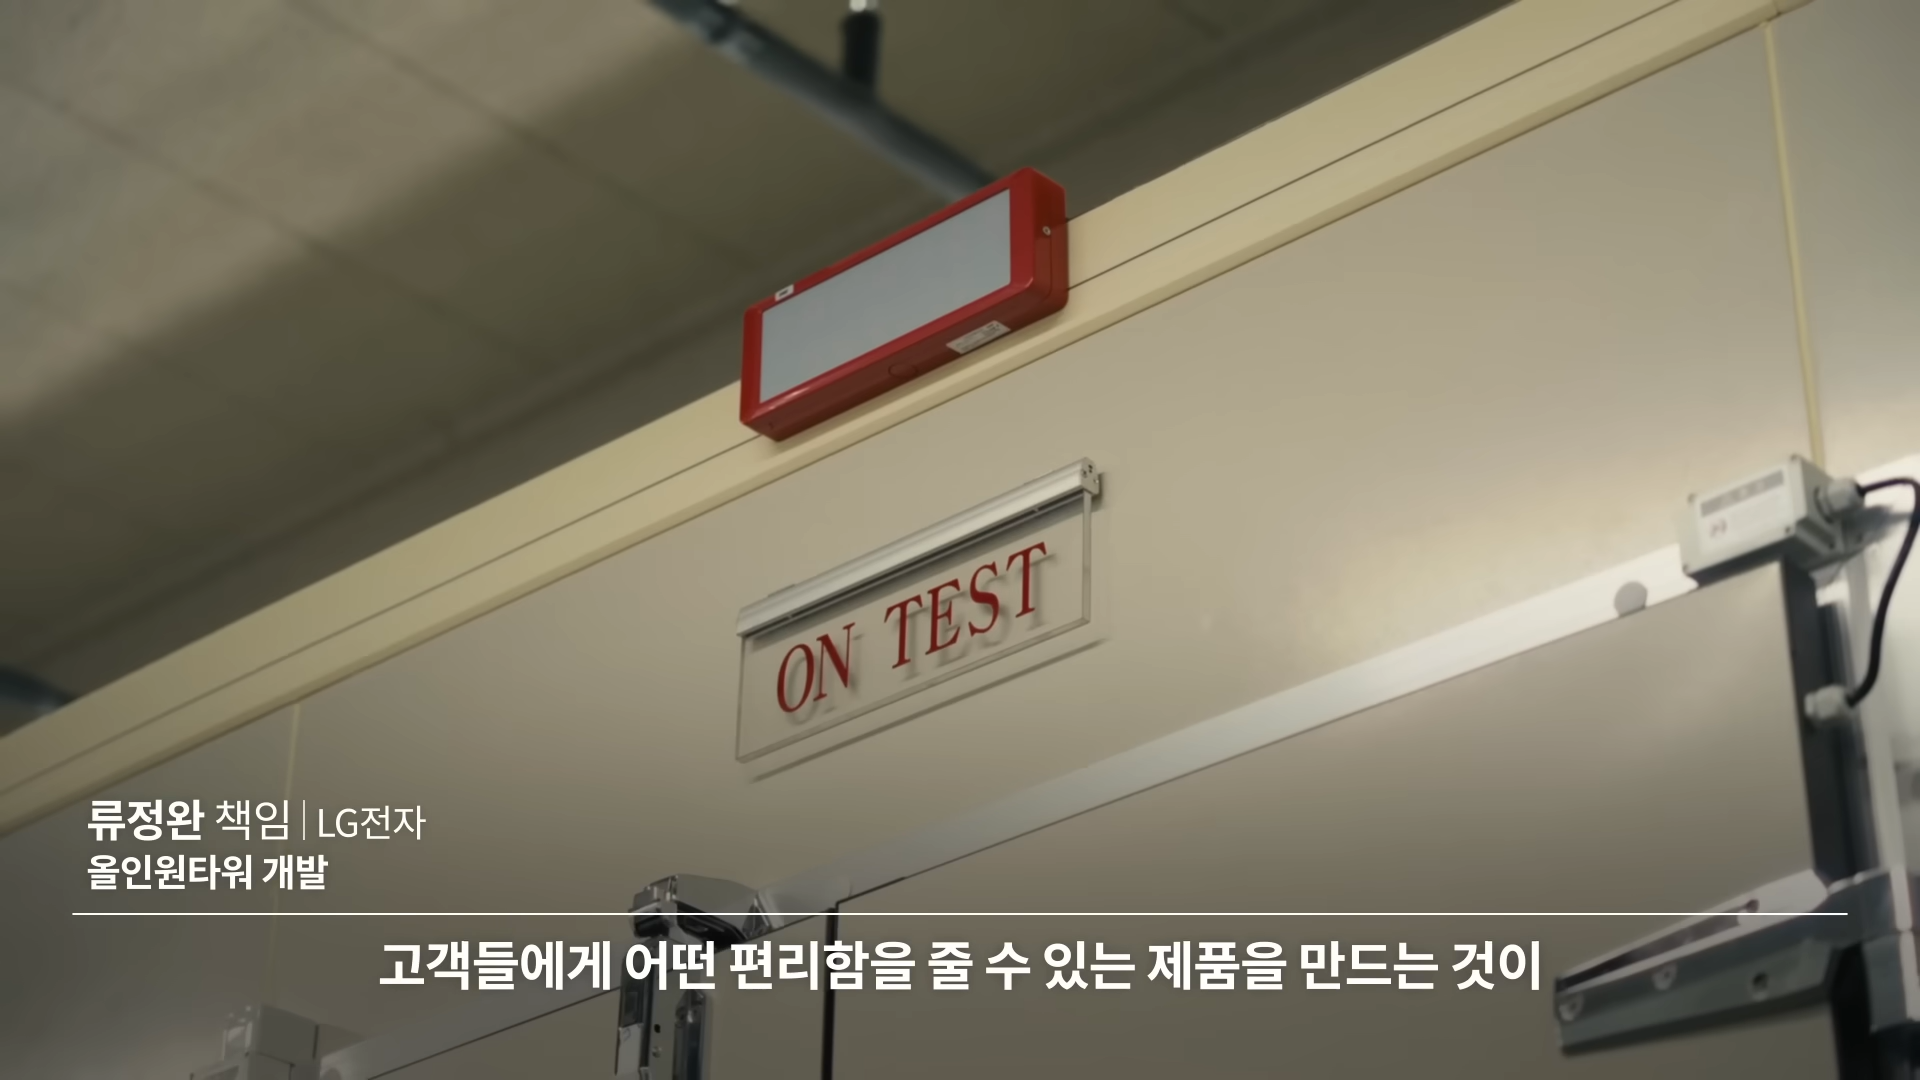 ON TEST
류정완 책임 | LG전자
올인원타워 개발
고객들에게 어떤 편리함을 줄 수 있는 제품을 만드는 것이